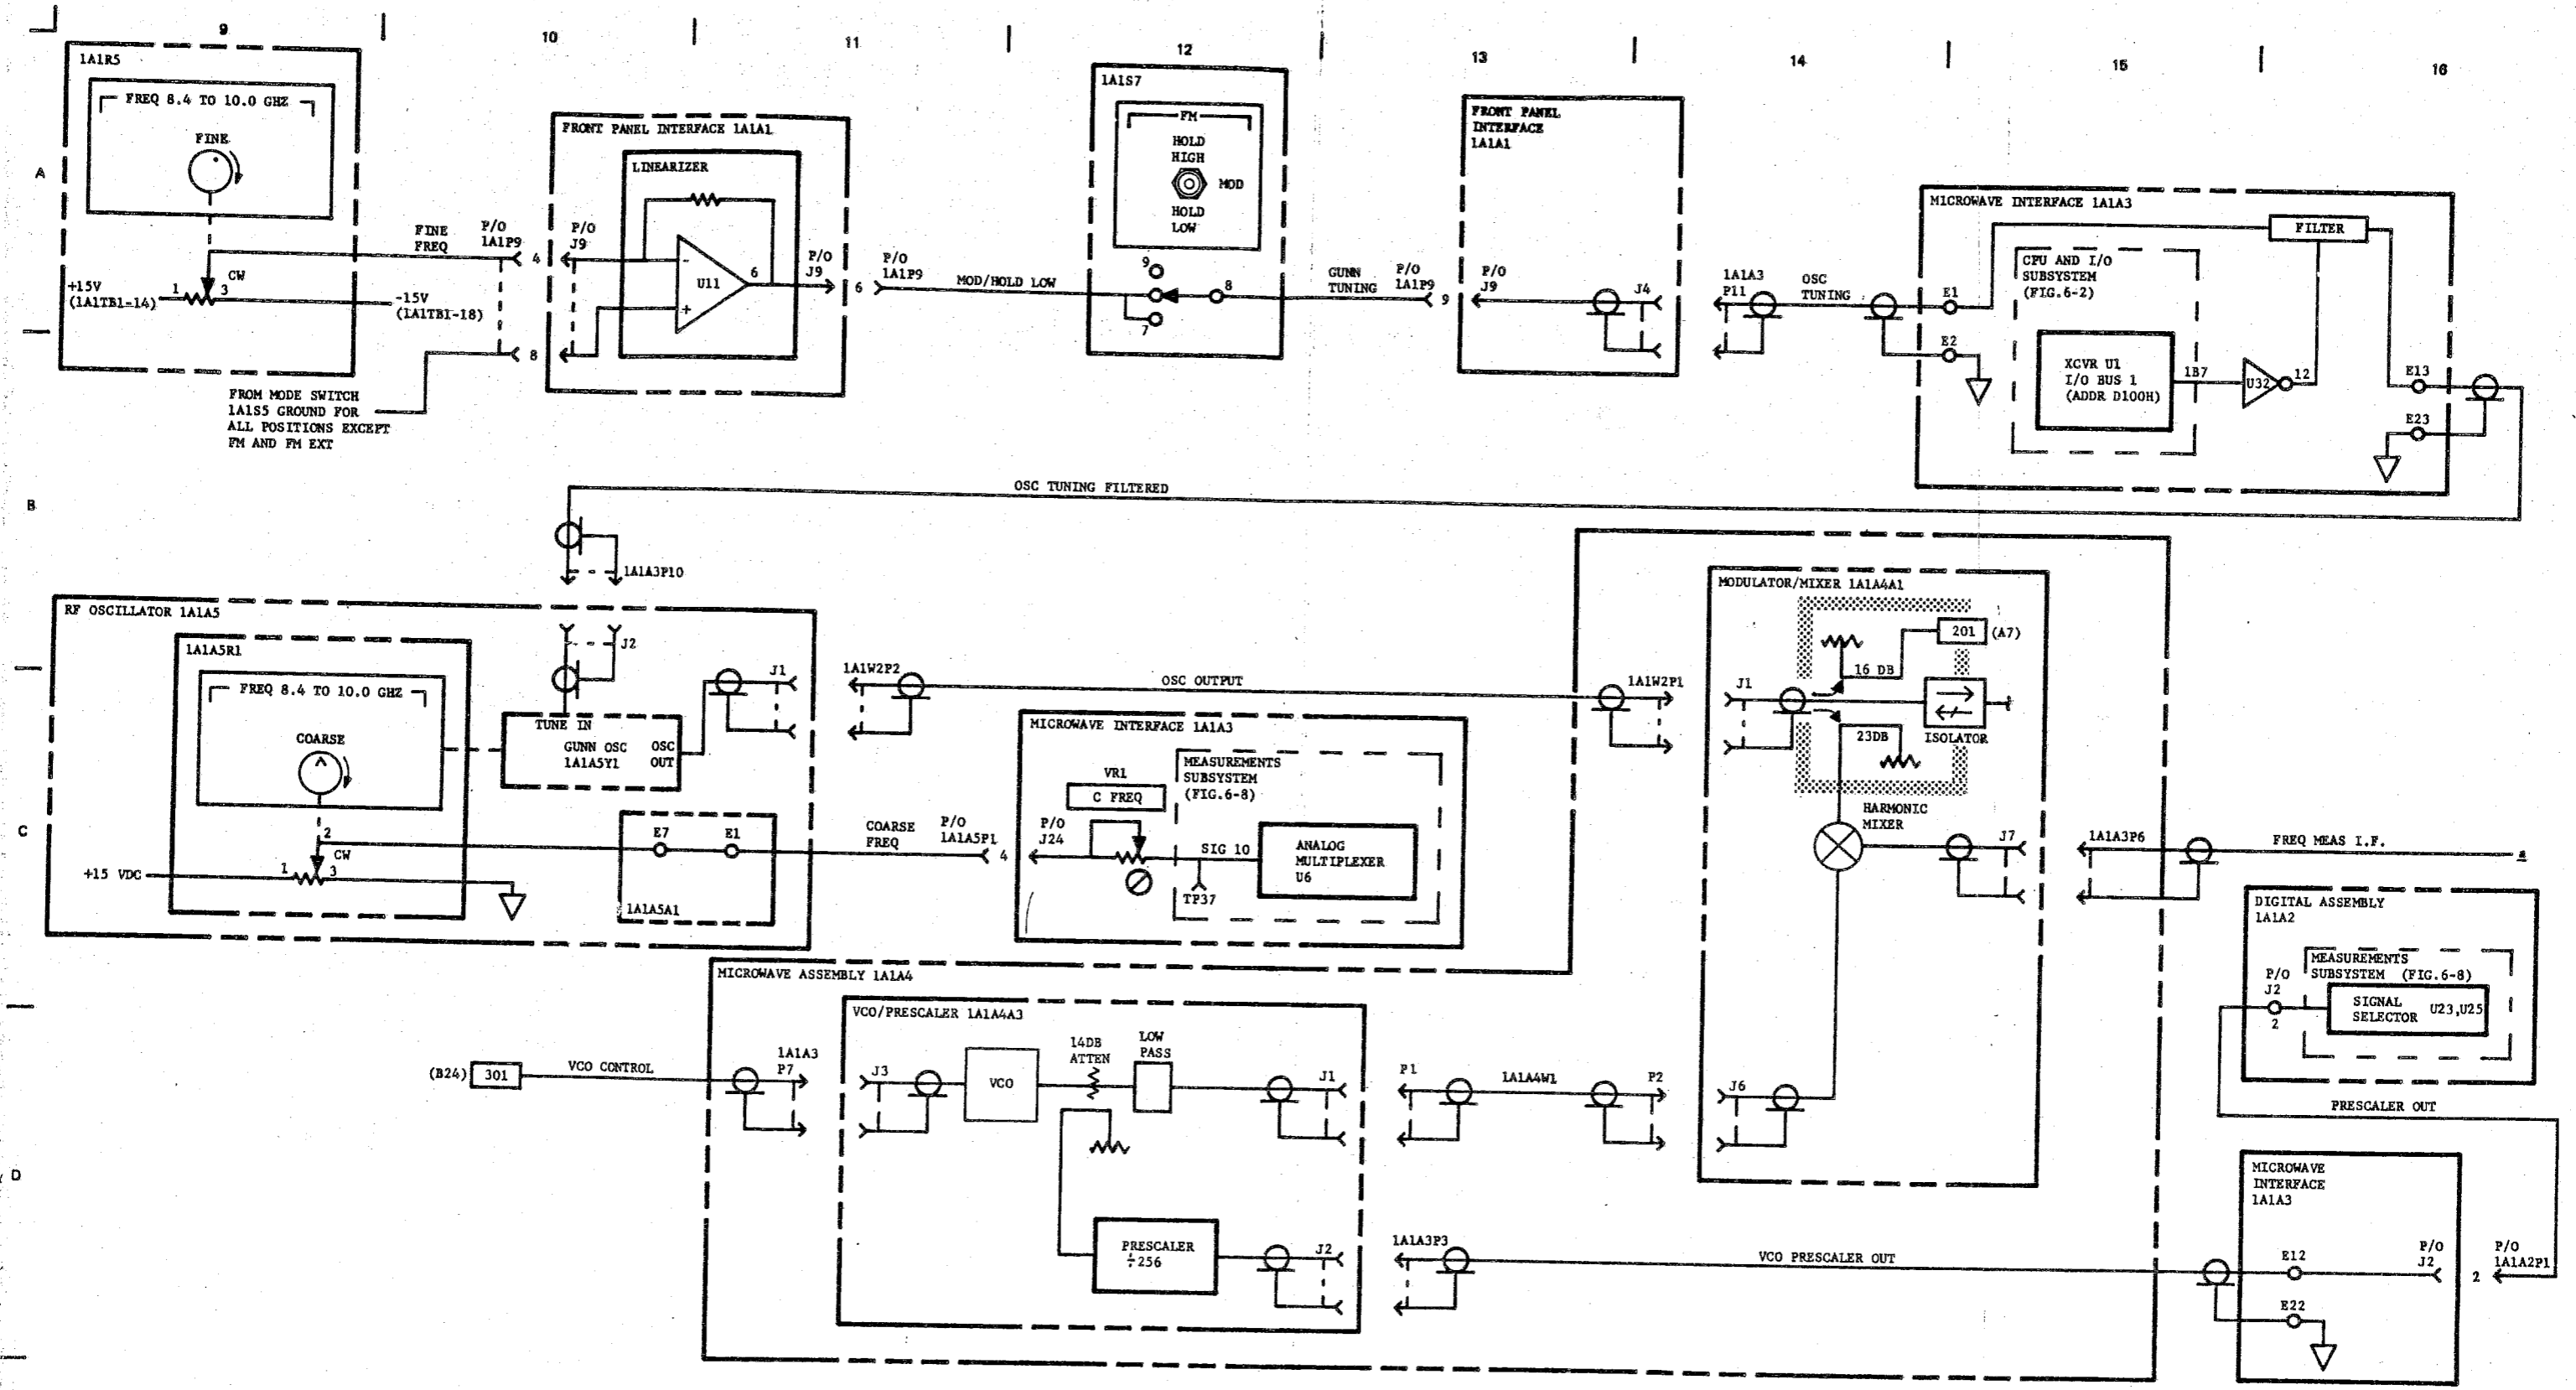 9
10
11
12
13
14
15
16
A
B
C
D
1A1R5
FREQ 8.4 TO 10.0 GHZ
FINE
CW
+15V
(1A1TB1-14)
1
3
-15V
(1A1TB1-18)
FINE
FREQ
P/O
1A1P9
4
8
FROM MODE SWITCH
1A1S5 GROUND FOR
ALL POSITIONS EXCEPT
FM AND FM EXT
FRONT PANEL INTERFACE 1A1A1
LINEARIZER
P/O
J9
-
+
U11
6
P/O
J9
6
P/O
1A1P9
MOD/HOLD LOW
1A1S7
FM
HOLD
HIGH
MOD
HOLD
LOW
9
8
7
GUNN
TUNING
P/O
1A1P9
9
FRONT PANEL
INTERFACE
1A1A1
P/O
J9
J4
1A1A3
P11
OSC
TUNING
MICROWAVE INTERFACE 1A1A3
FILTER
CPU AND I/O
SUBSYSTEM
(FIG.6-2)
E1
E2
XCVR U1
I/O BUS 1
(ADDR D100H)
1B7
U32
12
E13
E23
OSC TUNING FILTERED
1A1A3P10
RF OSCILLATOR 1A1A5
1A1A5R1
FREQ 8.4 TO 10.0 GHZ
COARSE
2
CW
+15 VDC
1
3
J2
TUNE IN
GUNN OSC
1A1A5Y1
OSC
OUT
J1
E7
E1
1A1A5A1
1A1W2P2
OSC OUTPUT
1A1W2P1
COARSE
FREQ
P/O
1A1A5P1
4
MICROWAVE INTERFACE 1A1A3
P/O
J24
VR1
C FREQ
MEASUREMENTS
SUBSYSTEM
(FIG.6-8)
SIG 10
TP37
ANALOG
MULTIPLEXER
U6
MODULATOR/MIXER 1A1A4A1
201
(A7)
16 DB
J1
23DB
ISOLATOR
HARMONIC
MIXER
J7
1A1A3P6
FREQ MEAS I.F.
a
DIGITAL ASSEMBLY
1A1A2
MEASUREMENTS
SUBSYSTEM (FIG.6-8)
P/O
J2
2
SIGNAL
SELECTOR
U23,U25
PRESCALER OUT
MICROWAVE ASSEMBLY 1A1A4
(B24)
301
VCO CONTROL
1A1A3
P7
VCO/PRESCALER 1A1A4A3
J3
VCO
14DB
ATTEN
LOW
PASS
J1
P1
1A1A4W1
P2
J6
PRESCALER
÷256
J2
1A1A3P3
VCO PRESCALER OUT
MICROWAVE
INTERFACE
1A1A3
E12
E22
P/O
J2
2
P/O
1A1A2P1